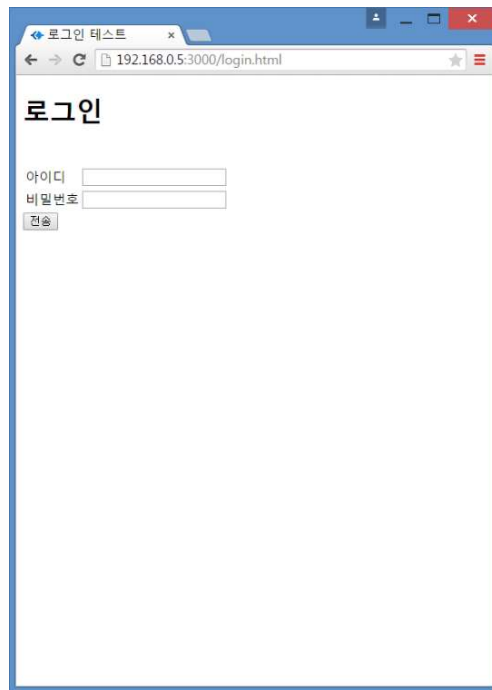 로그인 테스트
192.168.0.5:3000/login.html
로그인
아이디
비밀번호
전송